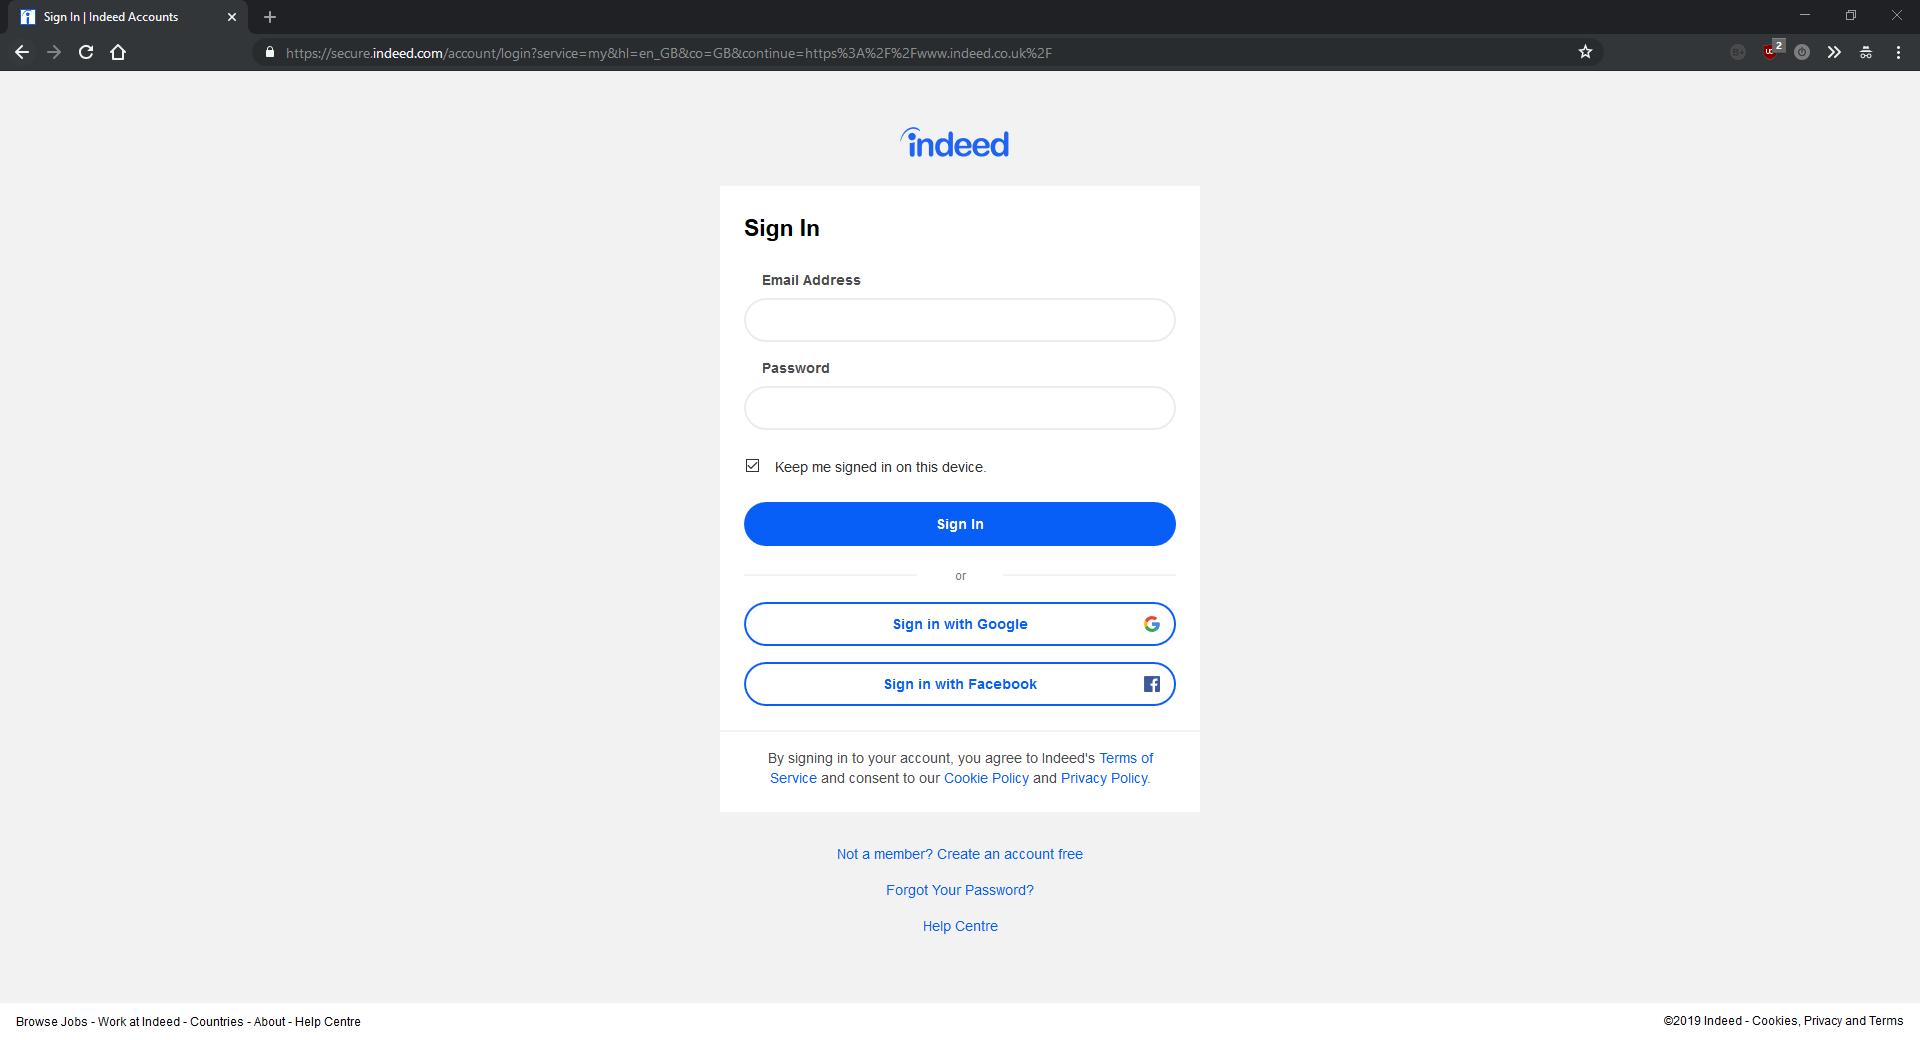 Sign In | Indeed Accounts
https://secure.indeed.com/account/login?service=my&hl=en_GB&co=GB&continue=https%3A%2F%2Fwww.indeed.co.uk%2F
2
indeed
Sign In
Email Address
Password
Keep me signed in on this device.
Sign In
or
Sign in with Google
Sign in with Facebook
By signing in to your account, you agree to Indeed's Terms of
Service and consent to our Cookie Policy and Privacy Policy.
Not a member? Create an account free
Forgot Your Password?
Help Centre
Browse Jobs - Work at Indeed - Countries - About - Help Centre
©2019 Indeed - Cookies, Privacy and Terms